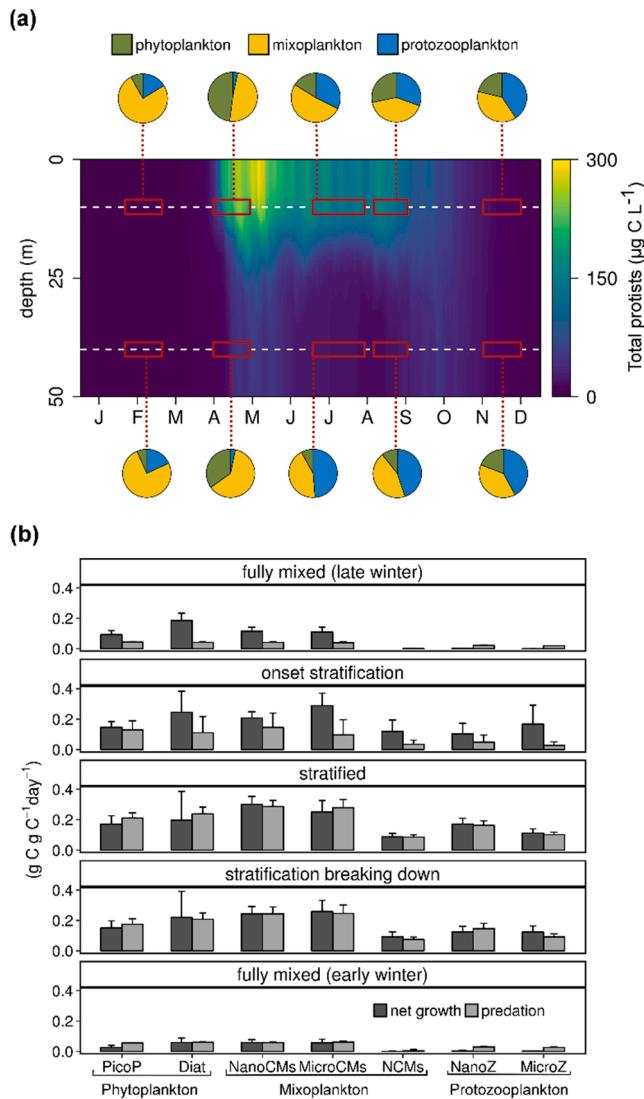 (a)
phytoplankton mixoplankton protozooplankton
0
25
50
depth (m)
J F M A M J J A S O N D
300
150
0
Total protists (µg C L⁻¹)
(b)
fully mixed (late winter)
0.4
0.2
0.0
onset stratification
0.4
0.2
0.0
stratified
0.4
0.2
0.0
stratification breaking down
0.4
0.2
0.0
fully mixed (early winter)
0.4
0.2
0.0
(g C g C⁻¹day⁻¹)
net growth predation
PicoP Diat NanoCMs MicroCMs NCMs NanoZ MicroZ
Phytoplankton Mixoplankton Protozooplankton